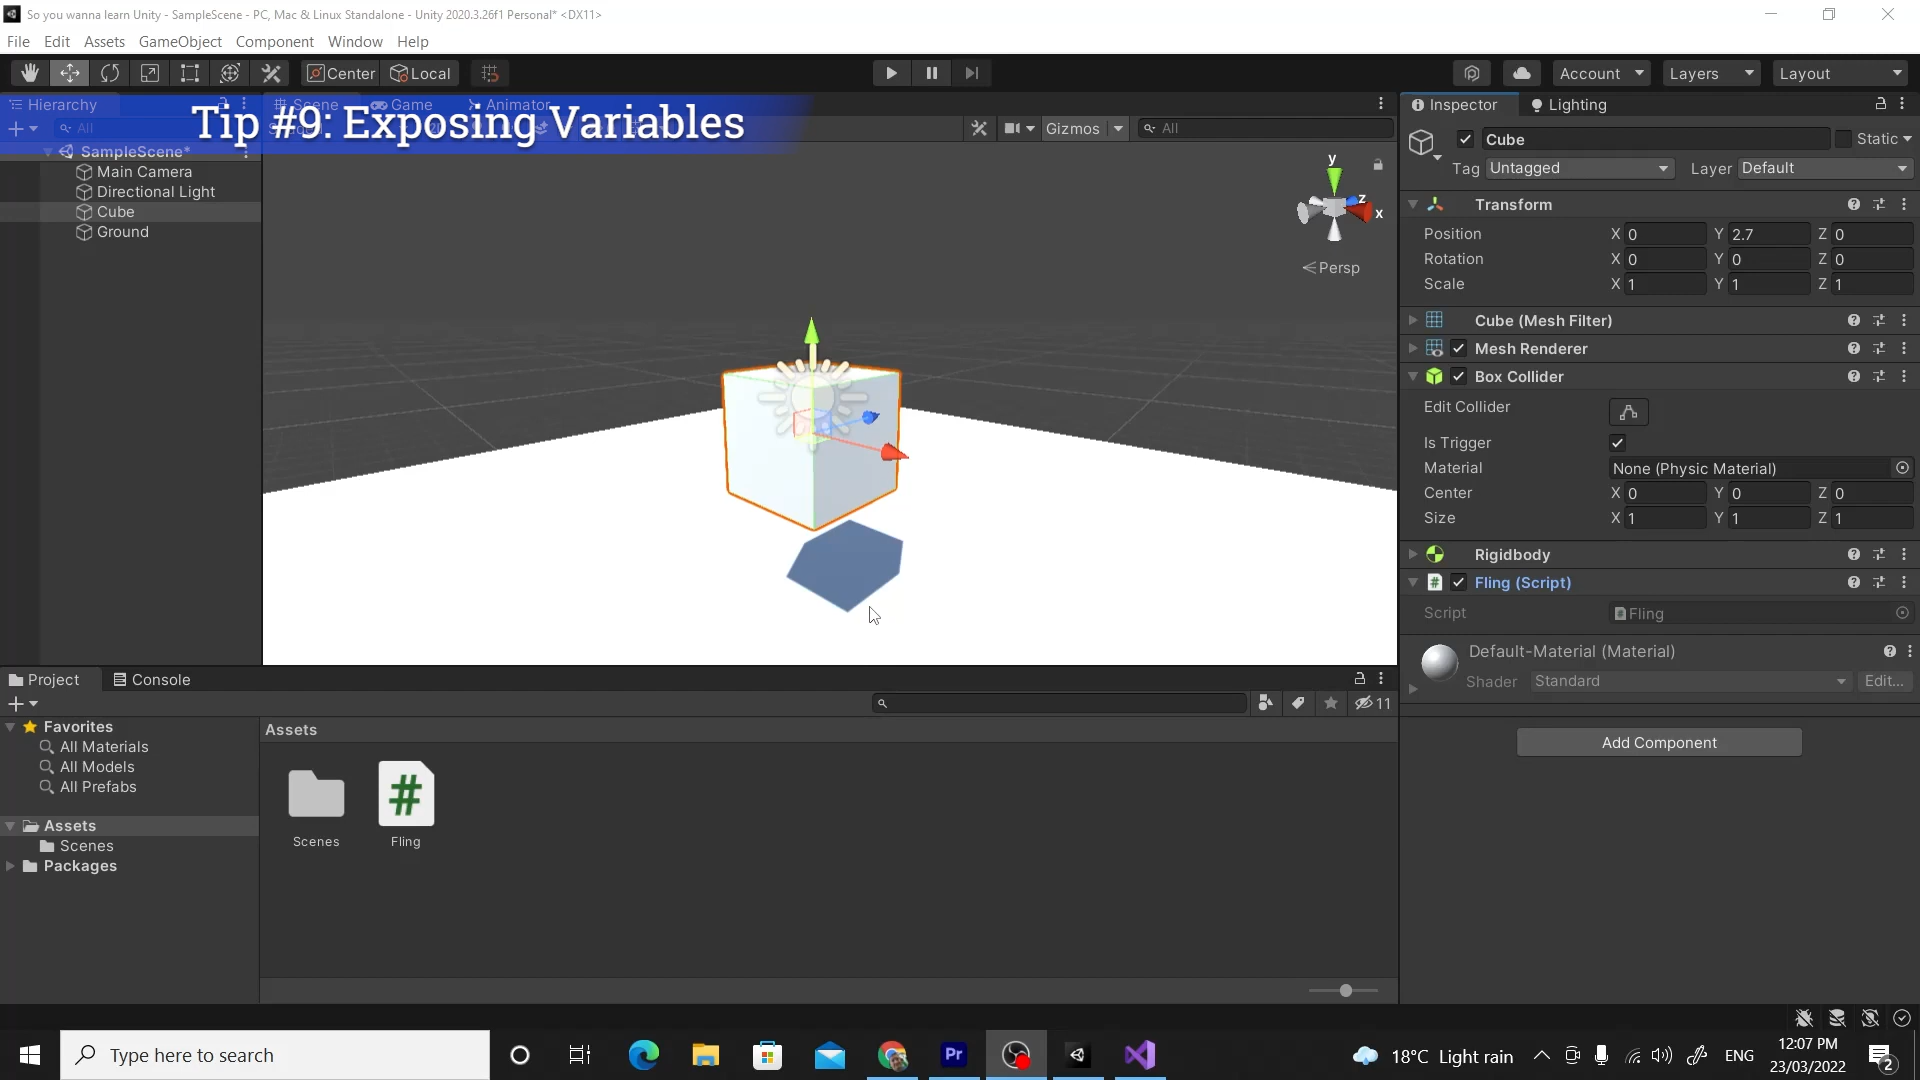 So you wanna learn Unity - SampleScene - PC, Mac & Linux Standalone - Unity 2020.3.26f1 Personal* <DX11>
File Edit Assets GameObject Component Window Help
Center Local Account Layers Layout
Hierarchy Scene Game Animator
Tip #9: Exposing Variables
All
Gizmos All
SampleScene*
Main Camera
Directional Light
Cube
Ground
y
z
x
Persp
Inspector Lighting
Cube Static
Tag Untagged Layer Default
Transform
Position X 0 Y 2.7 Z 0
Rotation X 0 Y 0 Z 0
Scale X 1 Y 1 Z 1
Cube (Mesh Filter)
Mesh Renderer
Box Collider
Edit Collider
Is Trigger
Material None (Physic Material)
Center X 0 Y 0 Z 0
Size X 1 Y 1 Z 1
Rigidbody
# Fling (Script)
Script Fling
Default-Material (Material)
Shader Standard Edit...
Add Component
Project Console
11
Favorites
All Materials
All Models
All Prefabs
Assets
Scenes
Packages
Assets
#
Scenes Fling
Type here to search
Pr
18°C Light rain
ENG
12:07 PM
23/03/2022
2